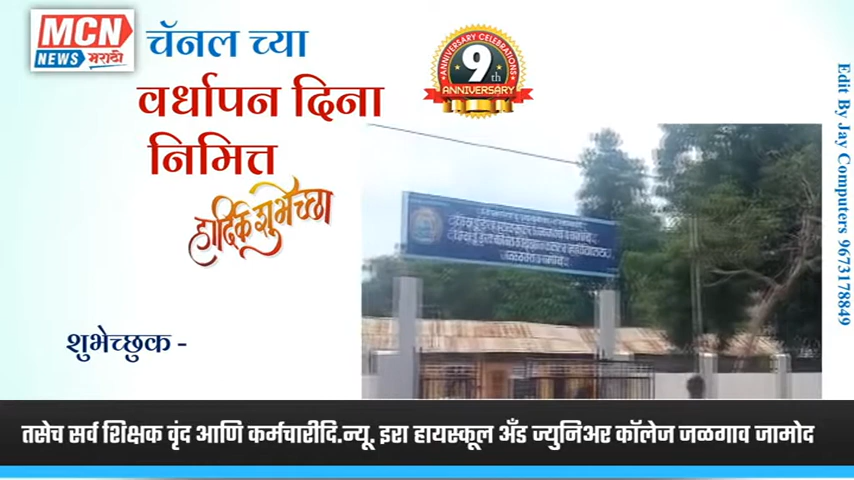 MCN
NEWS मराठी
चॅनल च्या
वर्धापन दिना
निमित्त
हार्दिक शुभेच्छा
ANNIVERSARY CELEBRATIONS
9th
ANNIVERSARY
Edit By Jay Computers 9673178849
शुभेच्छुक -
तसेच सर्व शिक्षक वृंद आणि कर्मचारीदि.न्यू. इरा हायस्कूल अँड ज्युनिअर कॉलेज जळगाव जामोद